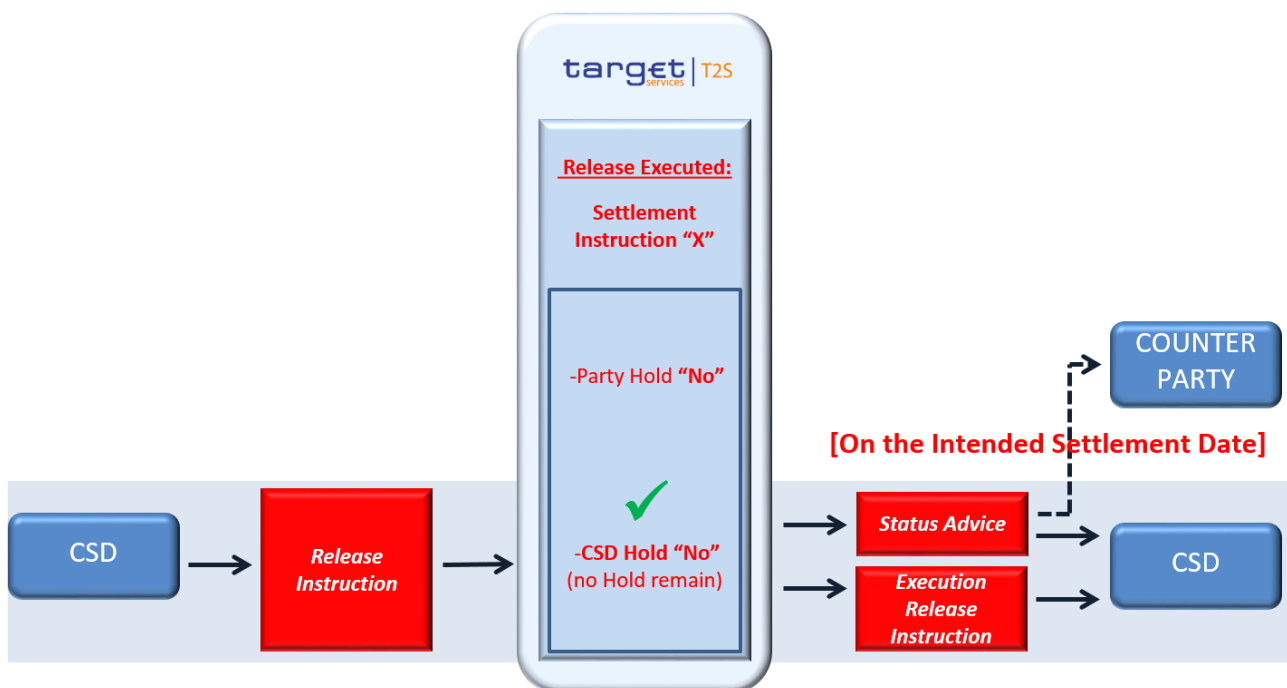 target | T2S
services
Release Executed:
Settlement
Instruction “X”
-Party Hold “No”
COUNTER
PARTY
[On the Intended Settlement Date]
CSD
Release
Instruction
-CSD Hold “No”
(no Hold remain)
Status Advice
Execution
Release
Instruction
CSD